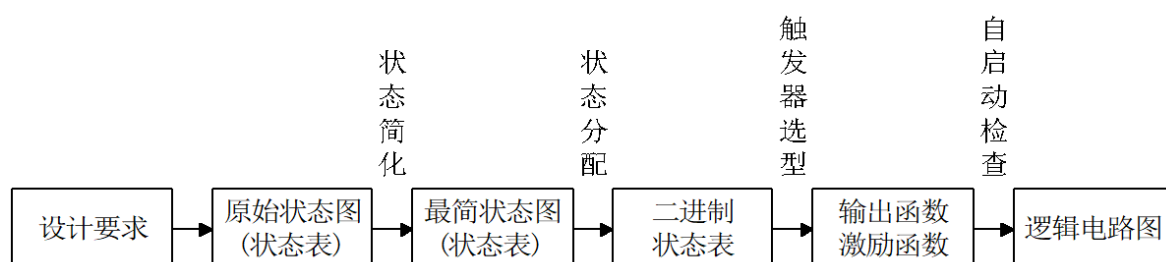 状态简化
状态分配
触发器选型
自启动检查
设计要求
原始状态图
(状态表)
最简状态图
(状态表)
二进制
状态表
输出函数
激励函数
逻辑电路图